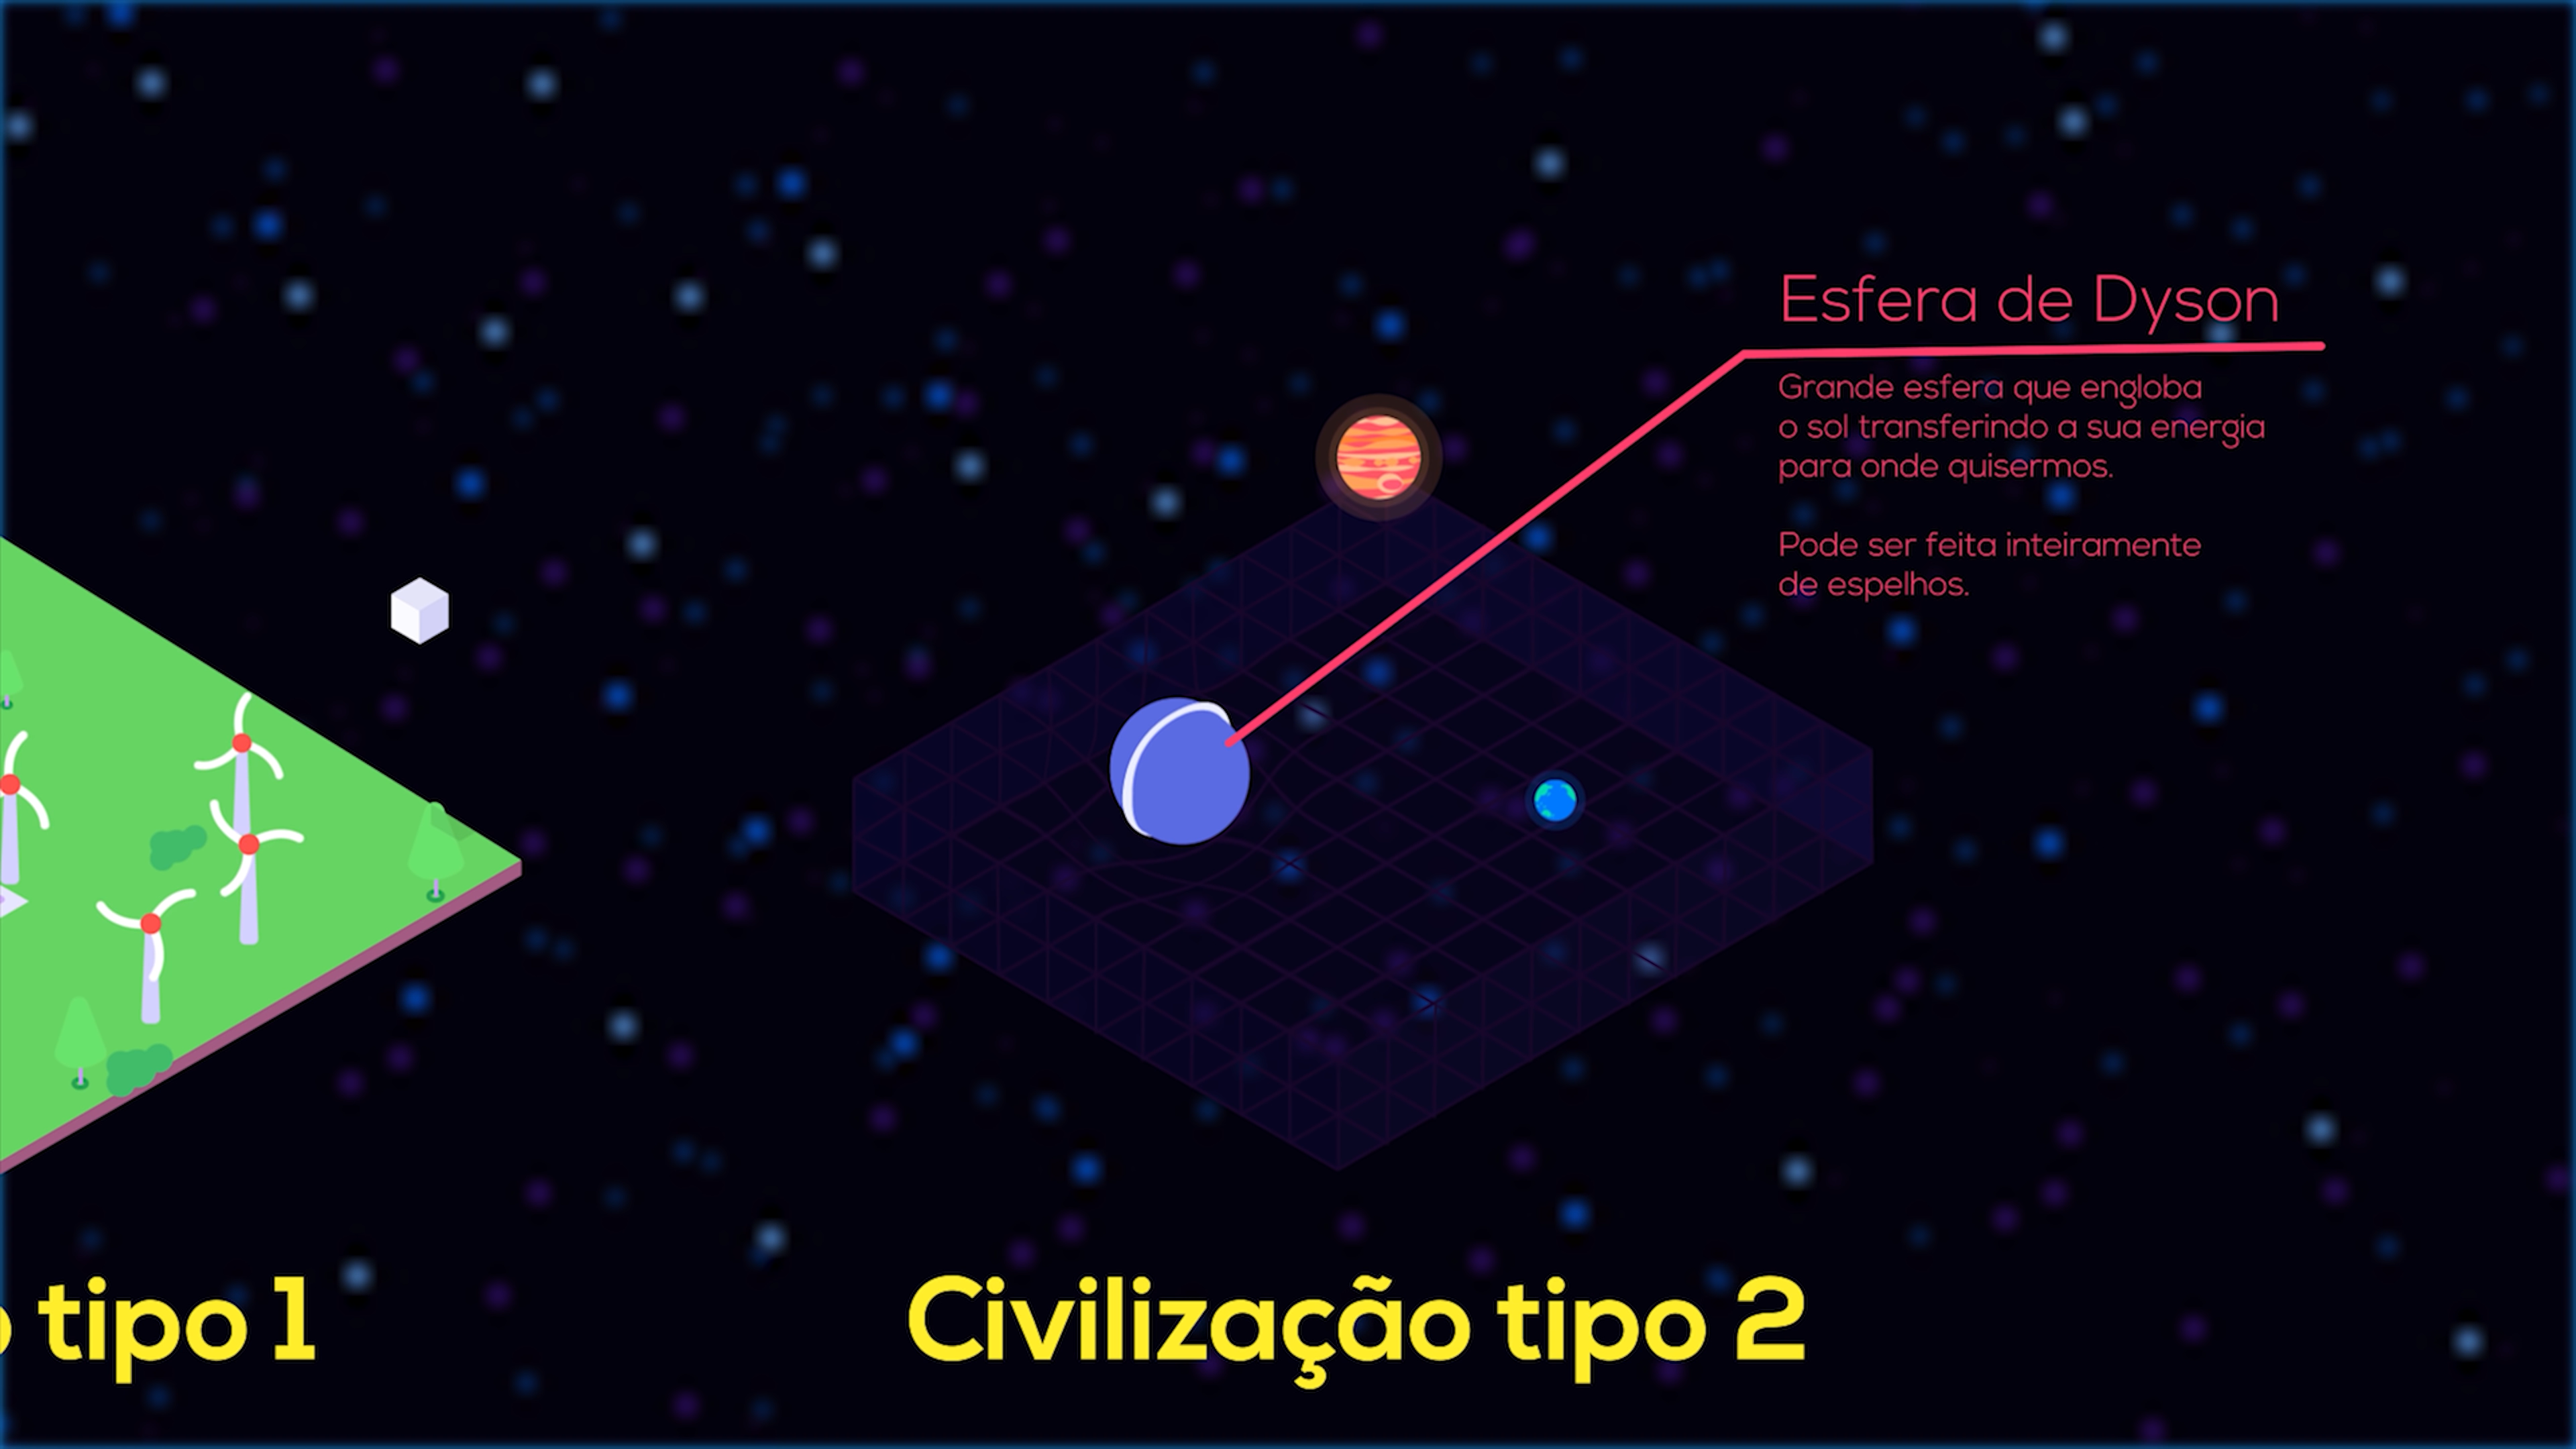 Esfera de Dyson
Grande esfera que engloba
o sol transferindo a sua energia
para onde quisermos.
Pode ser feita inteiramente
de espelhos.
o tipo 1
Civilização tipo 2